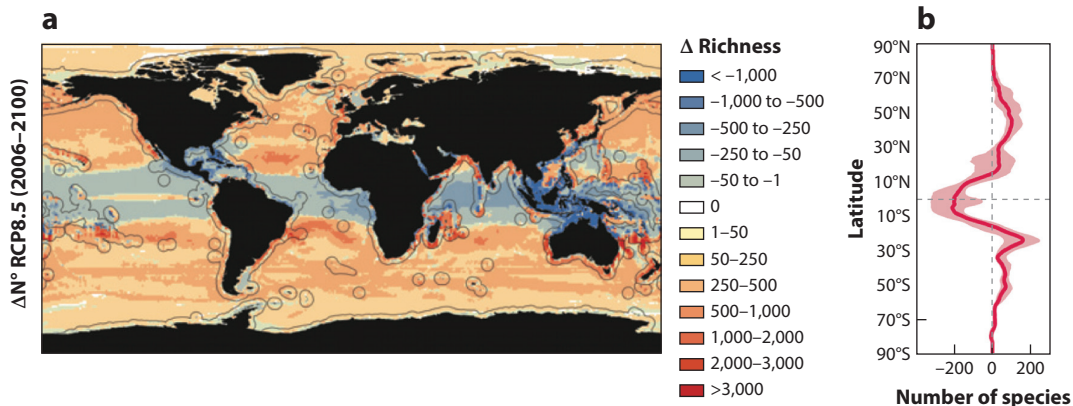 a
ΔN° RCP8.5 (2006–2100)
Δ Richness
< –1,000
–1,000 to –500
–500 to –250
–250 to –50
–50 to –1
0
1–50
50–250
250–500
500–1,000
1,000–2,000
2,000–3,000
>3,000
b
Latitude
90°N
70°N
50°N
30°N
10°N
10°S
30°S
50°S
70°S
90°S
–200 0 200
Number of species